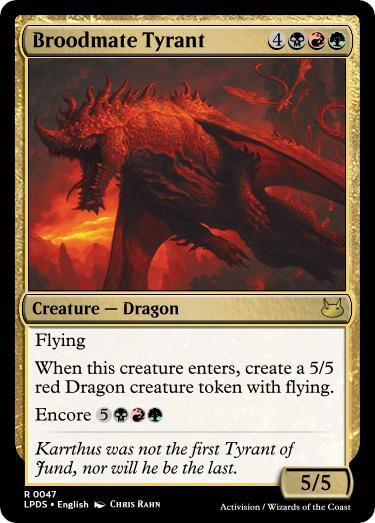 Broodmate Tyrant 4
Creature — Dragon
Flying
When this creature enters, create a 5/5
red Dragon creature token with flying.
Encore 5
Karrthus was not the first Tyrant of
Jund, nor will he be the last.
5/5
R 0047
LPDS • English Chris Rahn
Activision / Wizards of the Coast